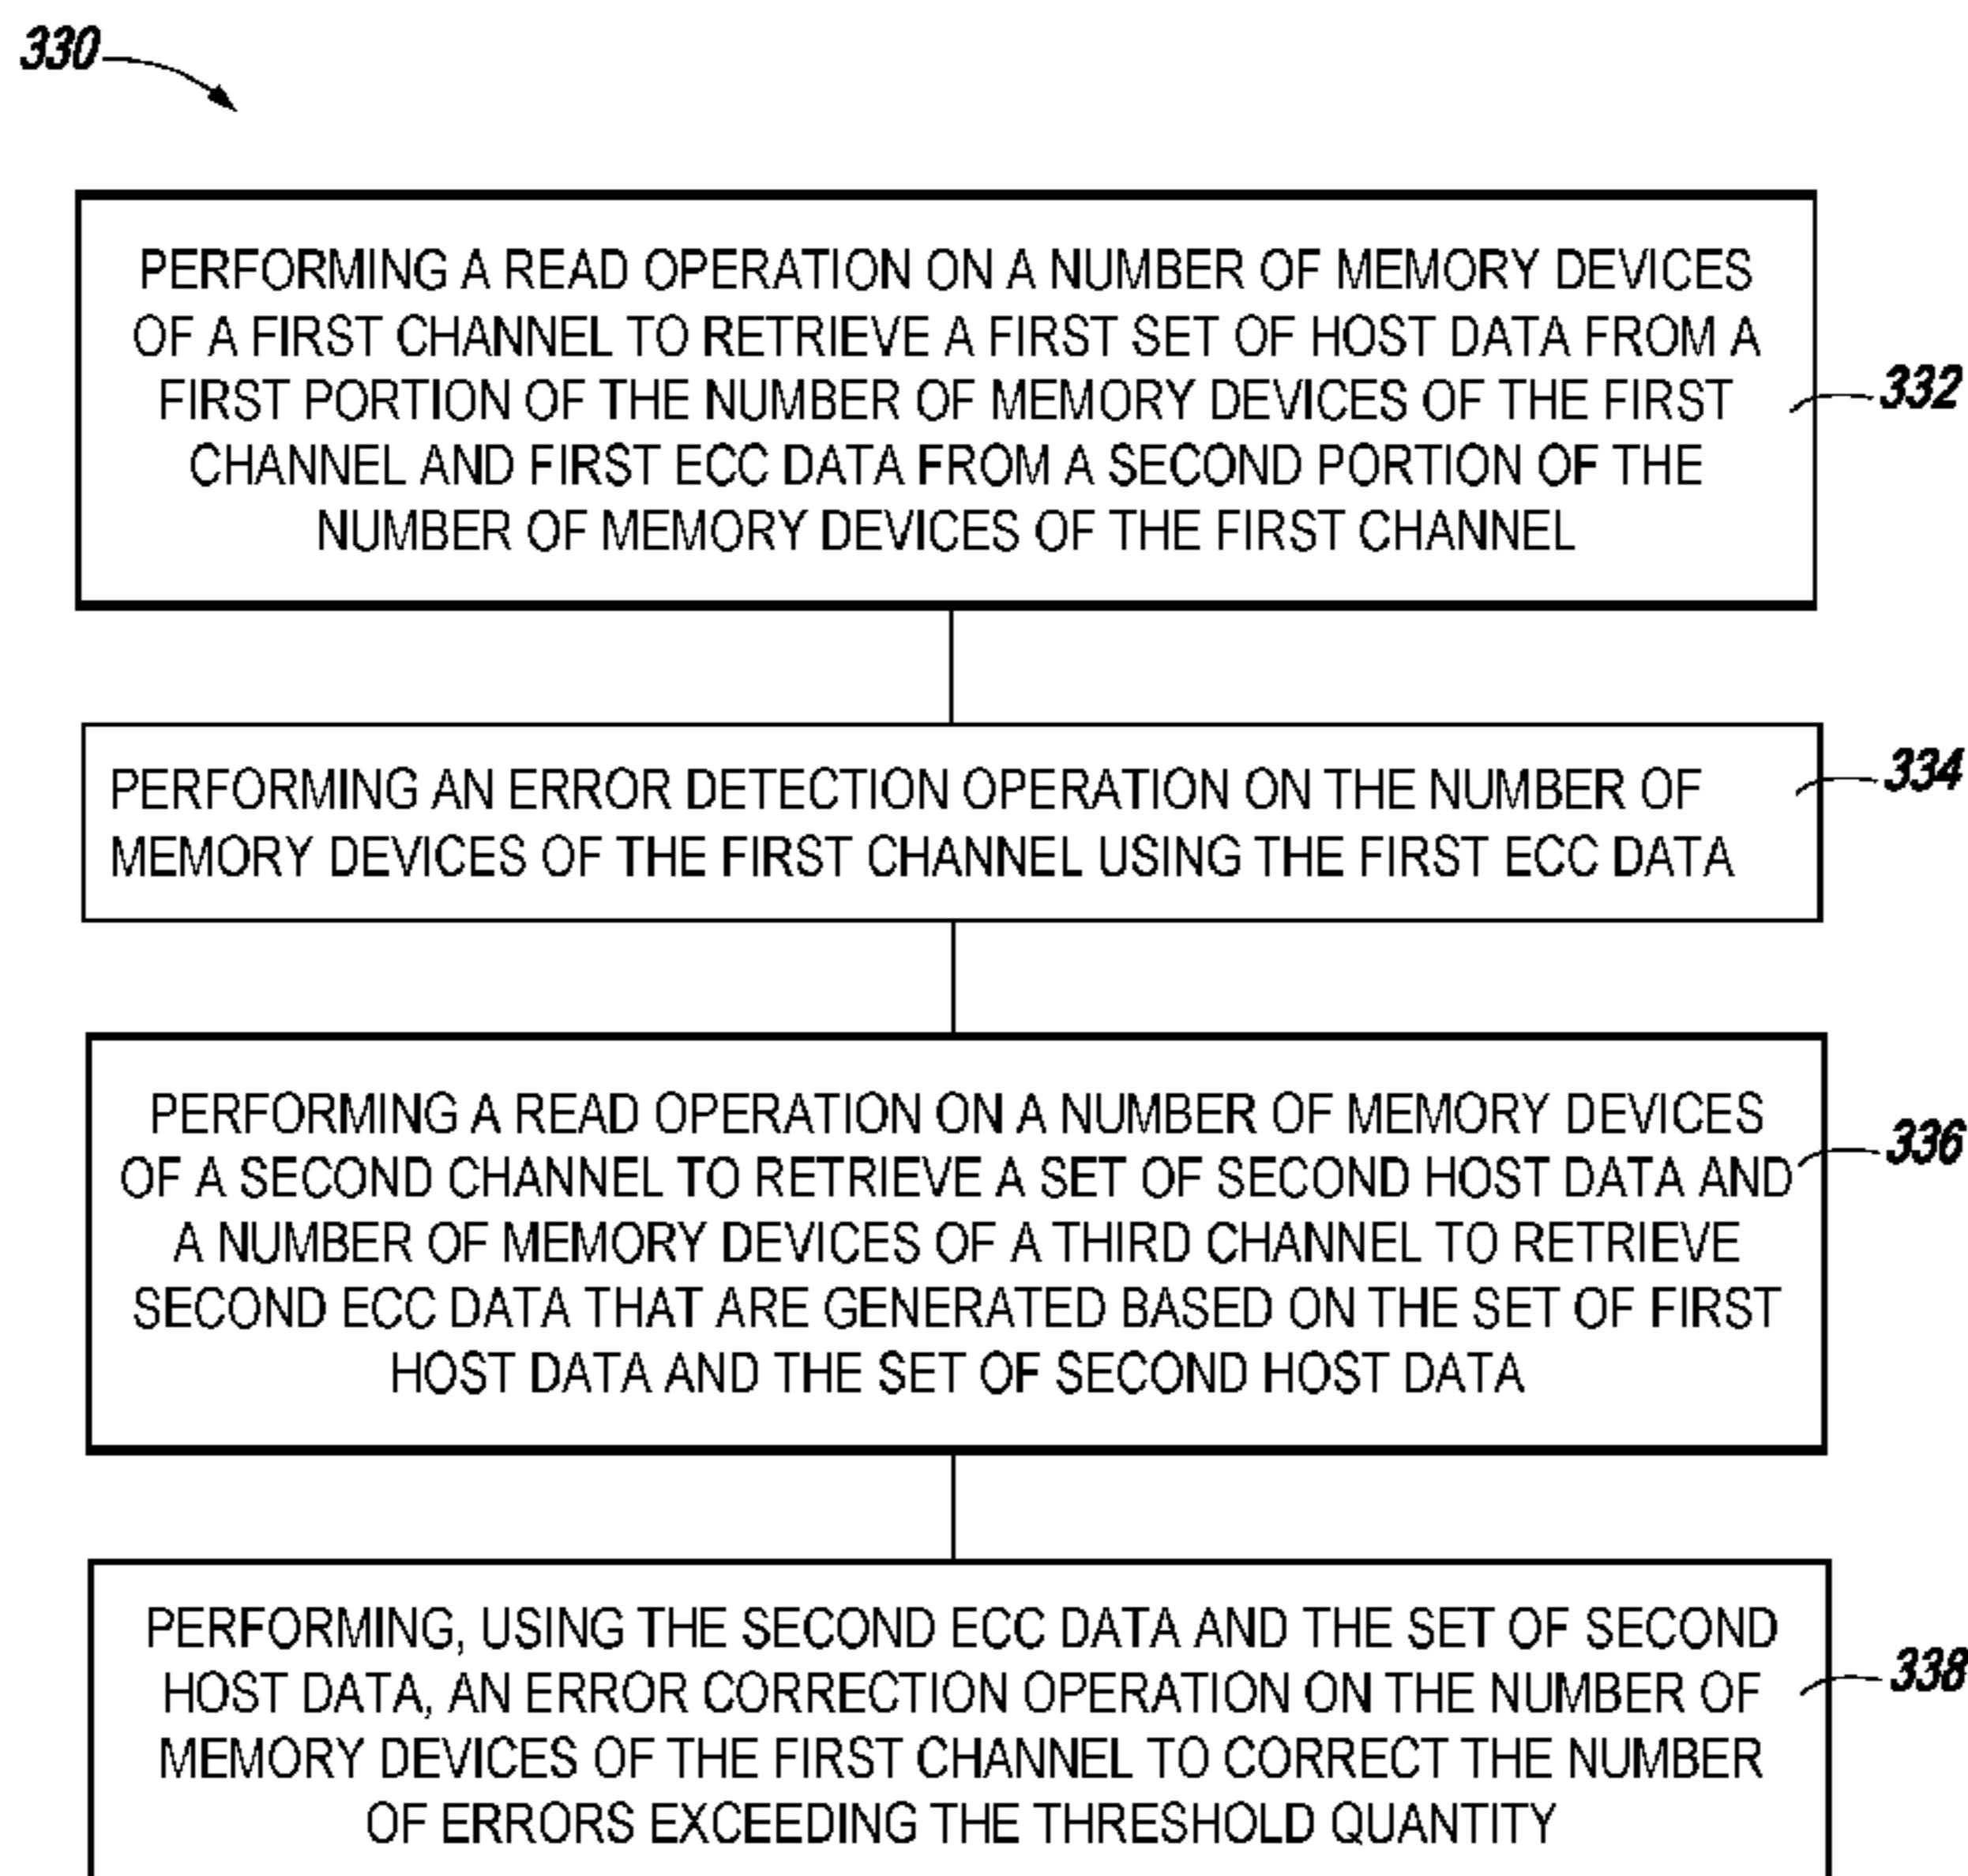 330
PERFORMING A READ OPERATION ON A NUMBER OF MEMORY DEVICES
OF A FIRST CHANNEL TO RETRIEVE A FIRST SET OF HOST DATA FROM A
FIRST PORTION OF THE NUMBER OF MEMORY DEVICES OF THE FIRST
CHANNEL AND FIRST ECC DATA FROM A SECOND PORTION OF THE
NUMBER OF MEMORY DEVICES OF THE FIRST CHANNEL
332
PERFORMING AN ERROR DETECTION OPERATION ON THE NUMBER OF
MEMORY DEVICES OF THE FIRST CHANNEL USING THE FIRST ECC DATA
334
PERFORMING A READ OPERATION ON A NUMBER OF MEMORY DEVICES
OF A SECOND CHANNEL TO RETRIEVE A SET OF SECOND HOST DATA AND
A NUMBER OF MEMORY DEVICES OF A THIRD CHANNEL TO RETRIEVE
SECOND ECC DATA THAT ARE GENERATED BASED ON THE SET OF FIRST
HOST DATA AND THE SET OF SECOND HOST DATA
336
PERFORMING, USING THE SECOND ECC DATA AND THE SET OF SECOND
HOST DATA, AN ERROR CORRECTION OPERATION ON THE NUMBER OF
MEMORY DEVICES OF THE FIRST CHANNEL TO CORRECT THE NUMBER
OF ERRORS EXCEEDING THE THRESHOLD QUANTITY
338